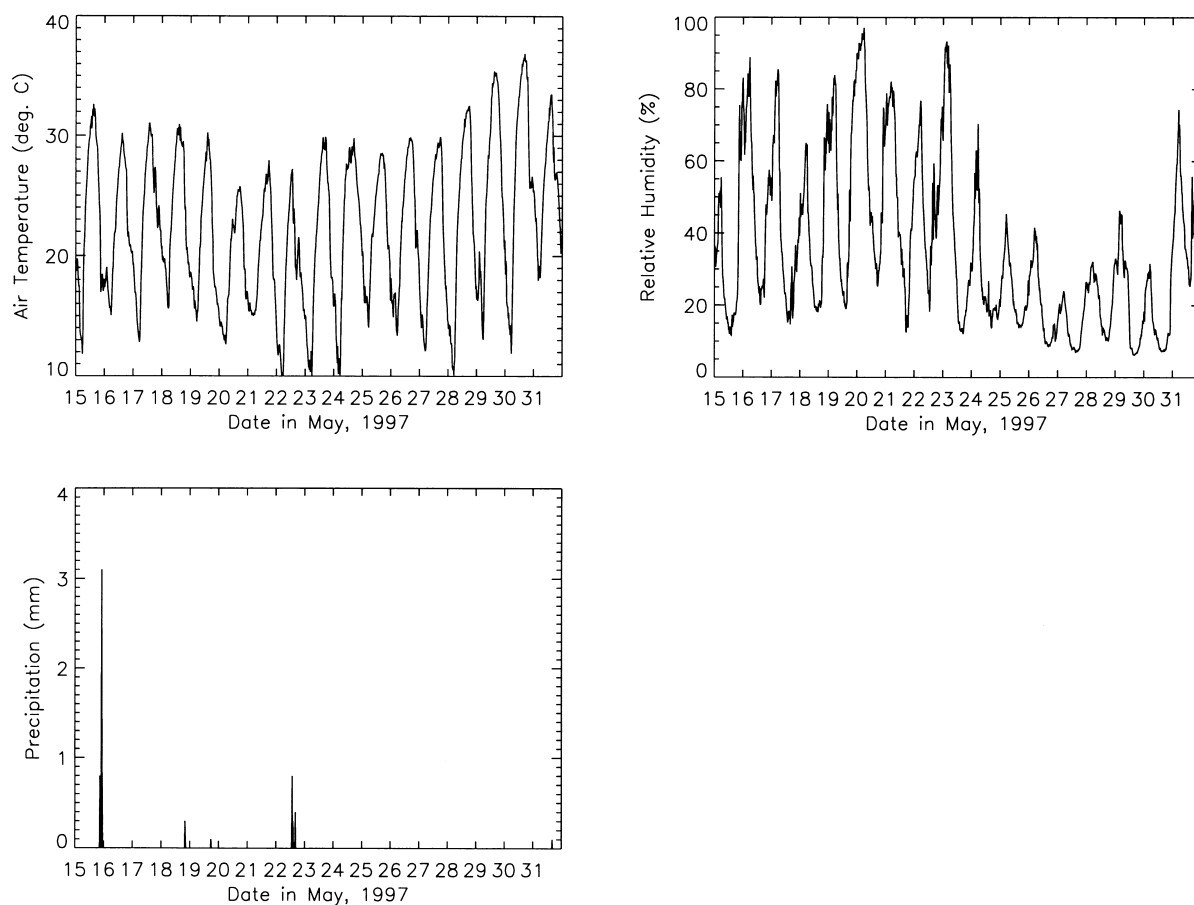 Air Temperature (deg. C)
40
30
20
10
15 16 17 18 19 20 21 22 23 24 25 26 27 28 29 30 31
Date in May, 1997
Relative Humidity (%)
100
80
60
40
20
0
15 16 17 18 19 20 21 22 23 24 25 26 27 28 29 30 31
Date in May, 1997
Precipitation (mm)
4
3
2
1
0
15 16 17 18 19 20 21 22 23 24 25 26 27 28 29 30 31
Date in May, 1997